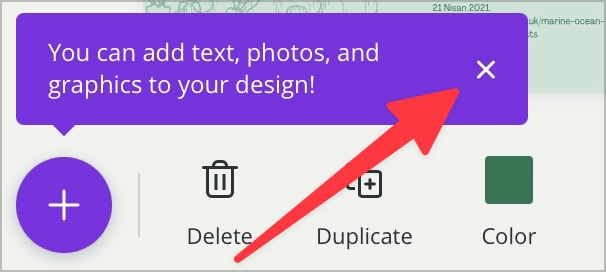 21 Nisan 2021.
uk/marine-ocean-
cts
You can add text, photos, and
graphics to your design!
Delete
Duplicate
Color